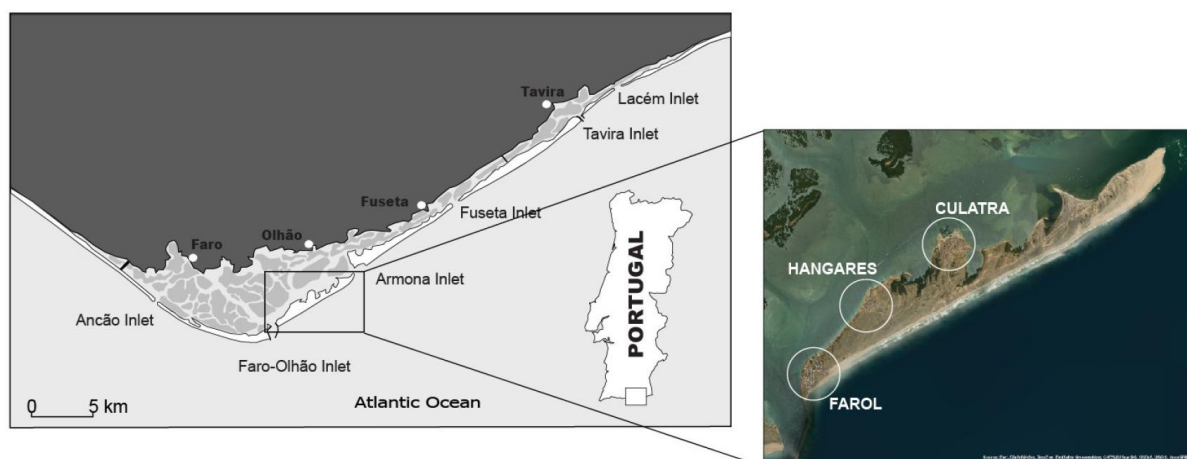 Tavira
Lacém Inlet
Tavira Inlet
Fuseta
Fuseta Inlet
Olhão
Faro
Armona Inlet
Ancão Inlet
Faro-Olhão Inlet
0 5 km
Atlantic Ocean
PORTUGAL
CULATRA
HANGARES
FAROL